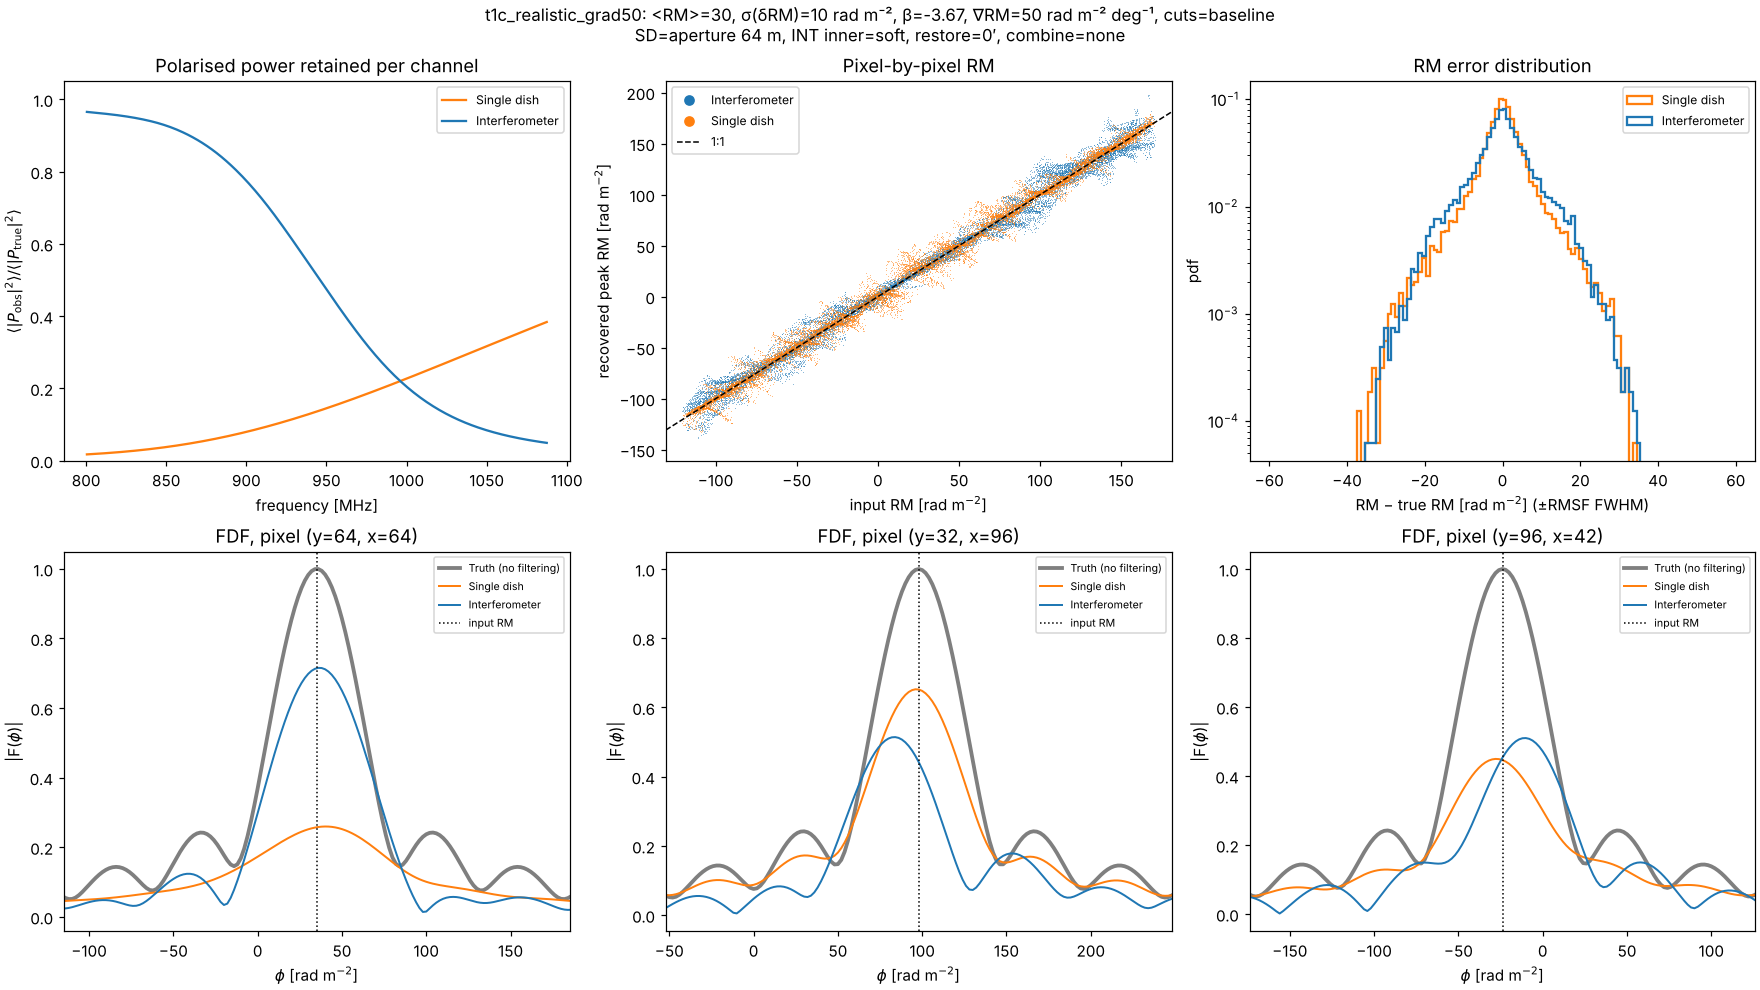 t1c_realistic_grad50: <RM>=30, σ(δRM)=10 rad m⁻², β=-3.67, ∇RM=50 rad m⁻² deg⁻¹, cuts=baseline
SD=aperture 64 m, INT inner=soft, restore=0′, combine=none
Polarised power retained per channel
⟨|P_obs|²⟩/⟨|P_true|²⟩
1.0
0.8
0.6
0.4
0.2
0.0
800 850 900 950 1000 1050 1100
frequency [MHz]
Single dish
Interferometer
Pixel-by-pixel RM
recovered peak RM [rad m⁻²]
200
150
100
50
0
−50
−100
−150
−100 −50 0 50 100 150
input RM [rad m⁻²]
Interferometer
Single dish
1:1
RM error distribution
pdf
10⁻¹
10⁻²
10⁻³
10⁻⁴
−60 −40 −20 0 20 40 60
RM − true RM [rad m⁻²] (±RMSF FWHM)
Single dish
Interferometer
FDF, pixel (y=64, x=64)
|F(ϕ)|
1.0
0.8
0.6
0.4
0.2
0.0
−100 −50 0 50 100 150
ϕ [rad m⁻²]
Truth (no filtering)
Single dish
Interferometer
input RM
FDF, pixel (y=32, x=96)
|F(ϕ)|
1.0
0.8
0.6
0.4
0.2
0.0
−50 0 50 100 150 200
ϕ [rad m⁻²]
Truth (no filtering)
Single dish
Interferometer
input RM
FDF, pixel (y=96, x=42)
|F(ϕ)|
1.0
0.8
0.6
0.4
0.2
0.0
−150 −100 −50 0 50 100
ϕ [rad m⁻²]
Truth (no filtering)
Single dish
Interferometer
input RM